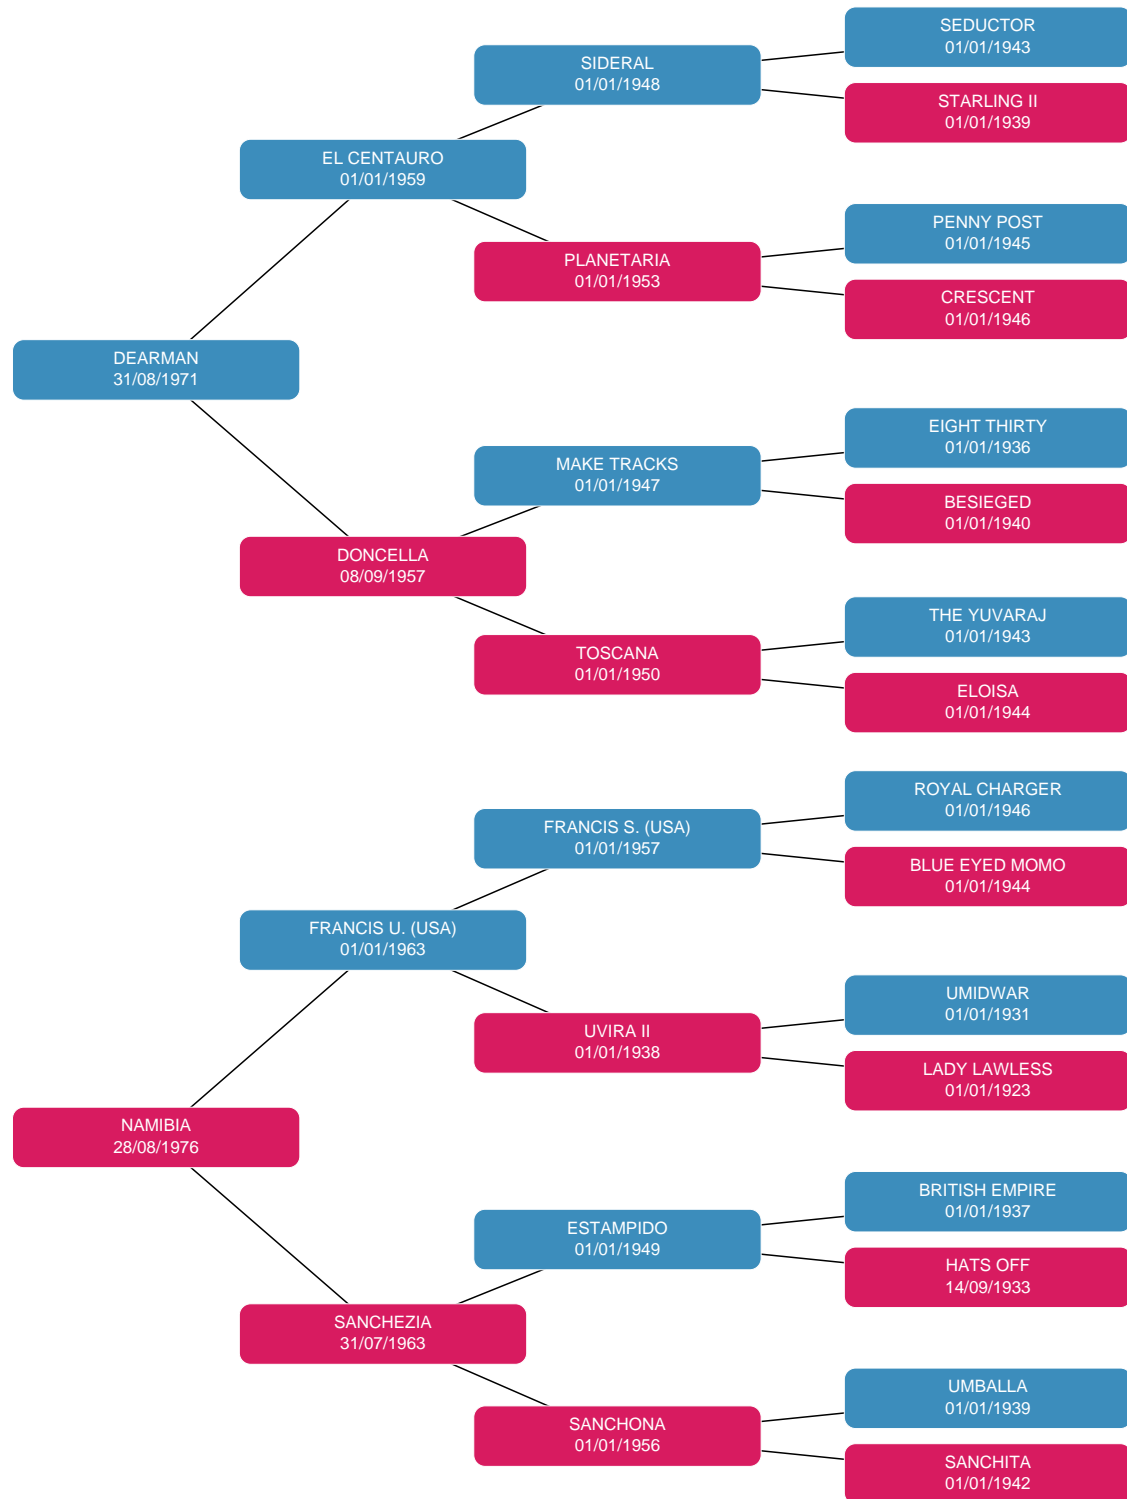 SEDUCTOR
01/01/1943
SIDERAL
01/01/1948
STARLING II
01/01/1939
EL CENTAURO
01/01/1959
PENNY POST
01/01/1945
PLANETARIA
01/01/1953
CRESCENT
01/01/1946
DEARMAN
31/08/1971
EIGHT THIRTY
01/01/1936
MAKE TRACKS
01/01/1947
BESIEGED
01/01/1940
DONCELLA
08/09/1957
THE YUVARAJ
01/01/1943
TOSCANA
01/01/1950
ELOISA
01/01/1944
ROYAL CHARGER
01/01/1946
FRANCIS S. (USA)
01/01/1957
BLUE EYED MOMO
01/01/1944
FRANCIS U. (USA)
01/01/1963
UMIDWAR
01/01/1931
UVIRA II
01/01/1938
LADY LAWLESS
01/01/1923
NAMIBIA
28/08/1976
BRITISH EMPIRE
01/01/1937
ESTAMPIDO
01/01/1949
HATS OFF
14/09/1933
SANCHEZIA
31/07/1963
UMBALLA
01/01/1939
SANCHONA
01/01/1956
SANCHITA
01/01/1942